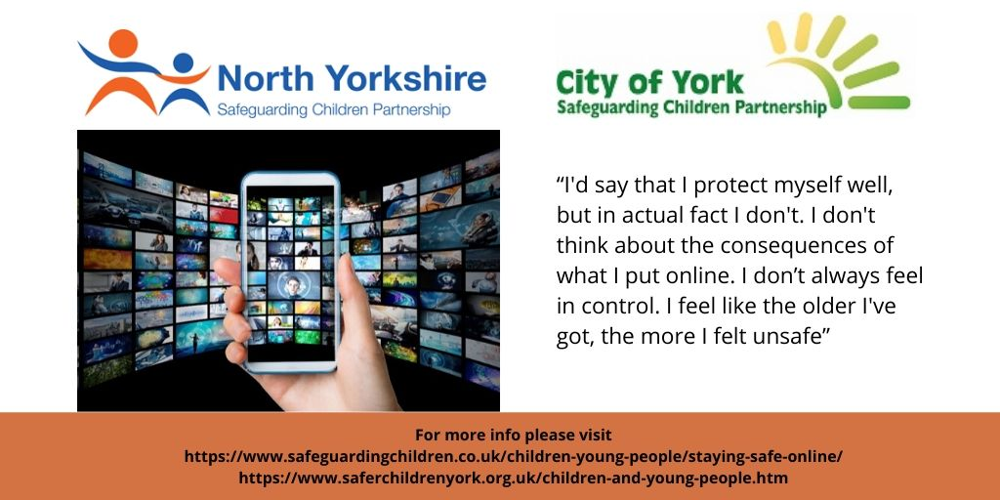 North Yorkshire
Safeguarding Children Partnership
City of York
Safeguarding Children Partnership
“I'd say that I protect myself well,
but in actual fact I don't. I don't
think about the consequences of
what I put online. I don’t always feel
in control. I feel like the older I've
got, the more I felt unsafe”
For more info please visit
https://www.safeguardingchildren.co.uk/children-young-people/staying-safe-online/
https://www.saferchildrenyork.org.uk/children-and-young-people.htm